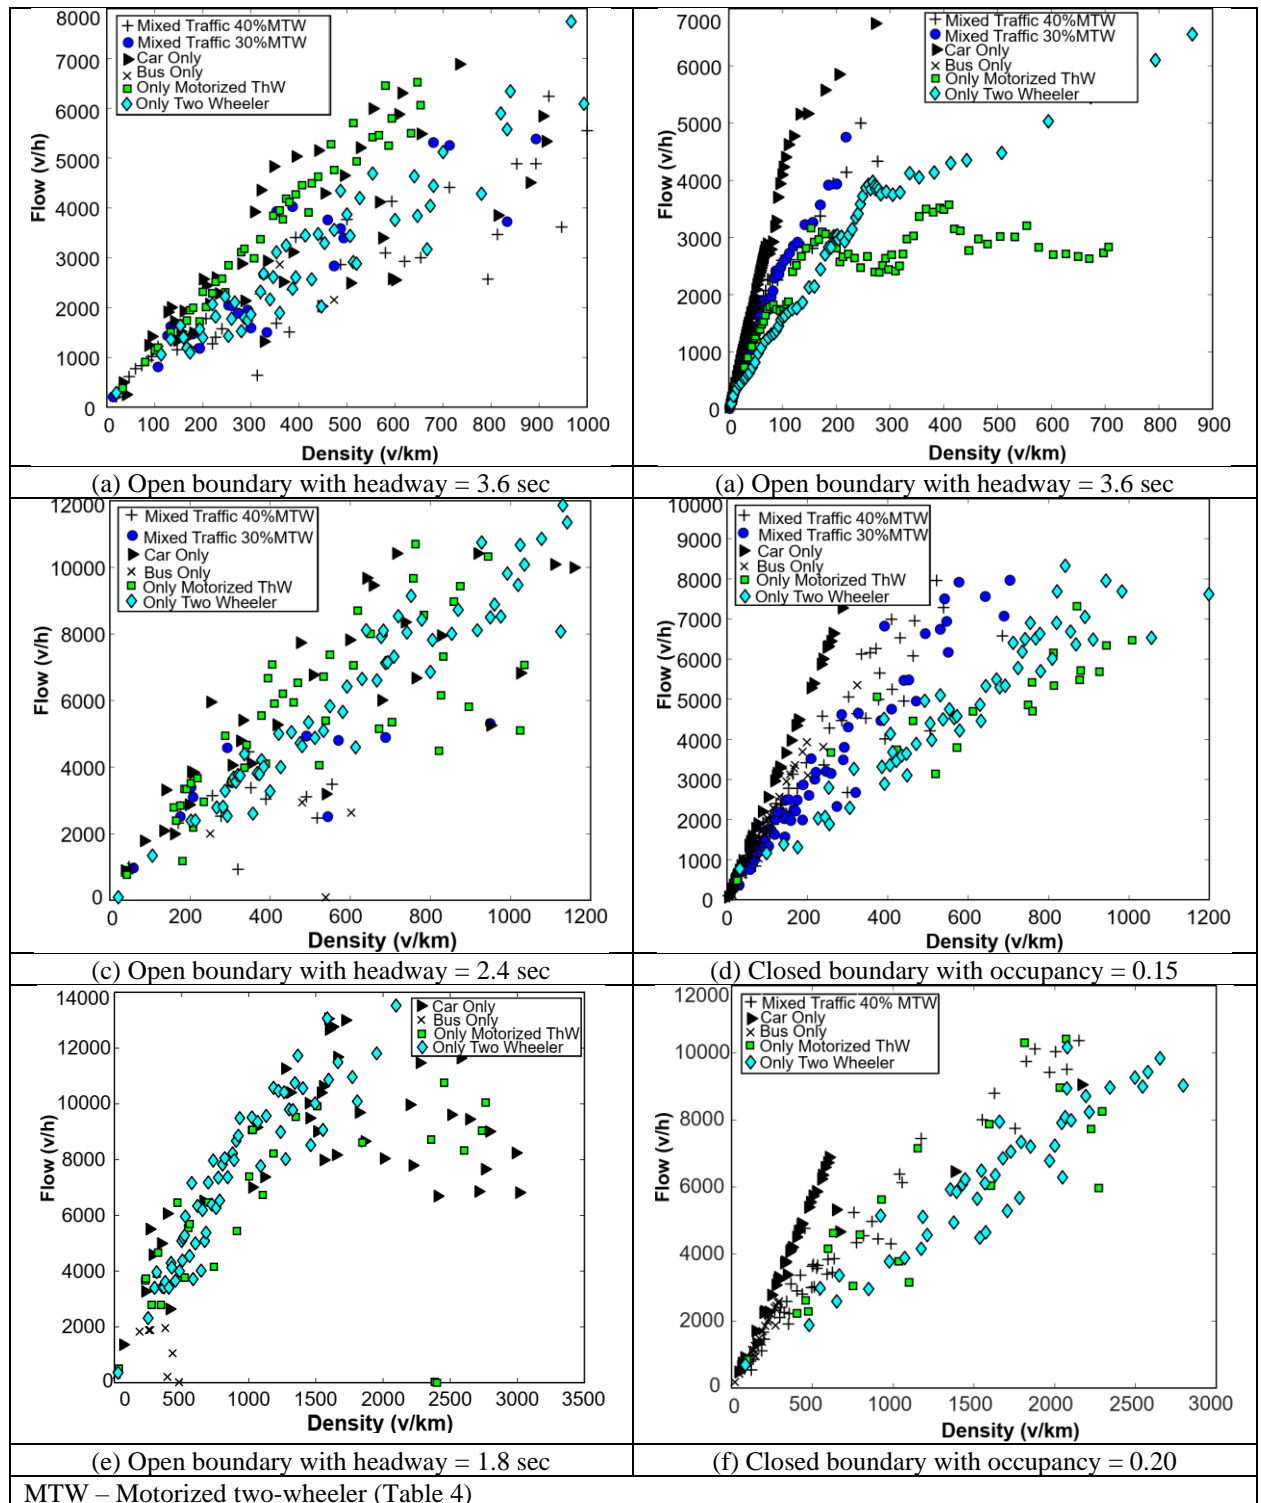 8000
7000
6000
5000
4000
3000
2000
1000
0
Flow (v/h)
Mixed Traffic 40%MTW
Mixed Traffic 30%MTW
Car Only
Bus Only
Only Motorized ThW
Only Two Wheeler
0 100 200 300 400 500 600 700 800 900 1000
Density (v/km)
(a) Open boundary with headway = 3.6 sec
7000
6000
5000
4000
3000
2000
1000
0
Flow (v/h)
Mixed Traffic 40%MTW
Mixed Traffic 30%MTW
Car Only
Bus Only
Only Motorized ThW
Only Two Wheeler
0 100 200 300 400 500 600 700 800 900
Density (v/km)
(a) Open boundary with headway = 3.6 sec
12000
10000
8000
6000
4000
2000
0
Flow (v/h)
Mixed Traffic 40%MTW
Mixed Traffic 30%MTW
Car Only
Bus Only
Only Motorized ThW
Only Two Wheeler
0 200 400 600 800 1000 1200
Density (v/km)
(c) Open boundary with headway = 2.4 sec
10000
9000
8000
7000
6000
5000
4000
3000
2000
1000
0
Flow (v/h)
Mixed Traffic 40%MTW
Mixed Traffic 30%MTW
Car Only
Bus Only
Only Motorized ThW
Only Two Wheeler
0 200 400 600 800 1000 1200
Density (v/km)
(d) Closed boundary with occupancy = 0.15
14000
12000
10000
8000
6000
4000
2000
0
Flow (v/h)
Car Only
Bus Only
Only Motorized ThW
Only Two Wheeler
0 500 1000 1500 2000 2500 3000 3500
Density (v/km)
(e) Open boundary with headway = 1.8 sec
12000
10000
8000
6000
4000
2000
0
Flow (v/h)
Mixed Traffic 40% MTW
Car Only
Bus Only
Only Motorized ThW
Only Two Wheeler
0 500 1000 1500 2000 2500 3000
Density (v/km)
(f) Closed boundary with occupancy = 0.20
MTW – Motorized two-wheeler (Table 4)